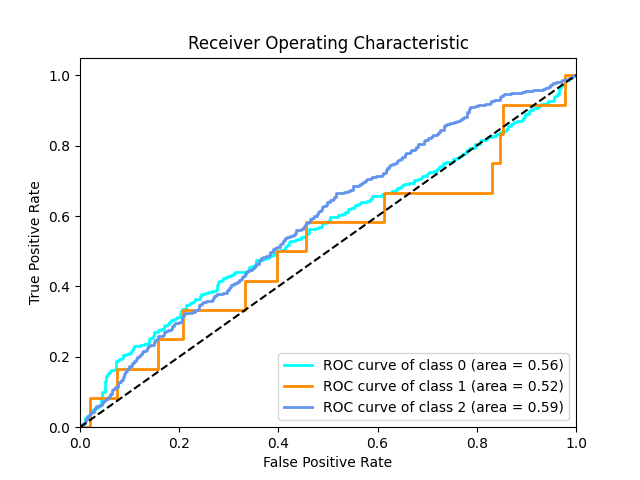 Receiver Operating Characteristic
True Positive Rate
1.0
0.8
0.6
0.4
0.2
0.0
ROC curve of class 0 (area = 0.56)
ROC curve of class 1 (area = 0.52)
ROC curve of class 2 (area = 0.59)
0.0 0.2 0.4 0.6 0.8 1.0
False Positive Rate